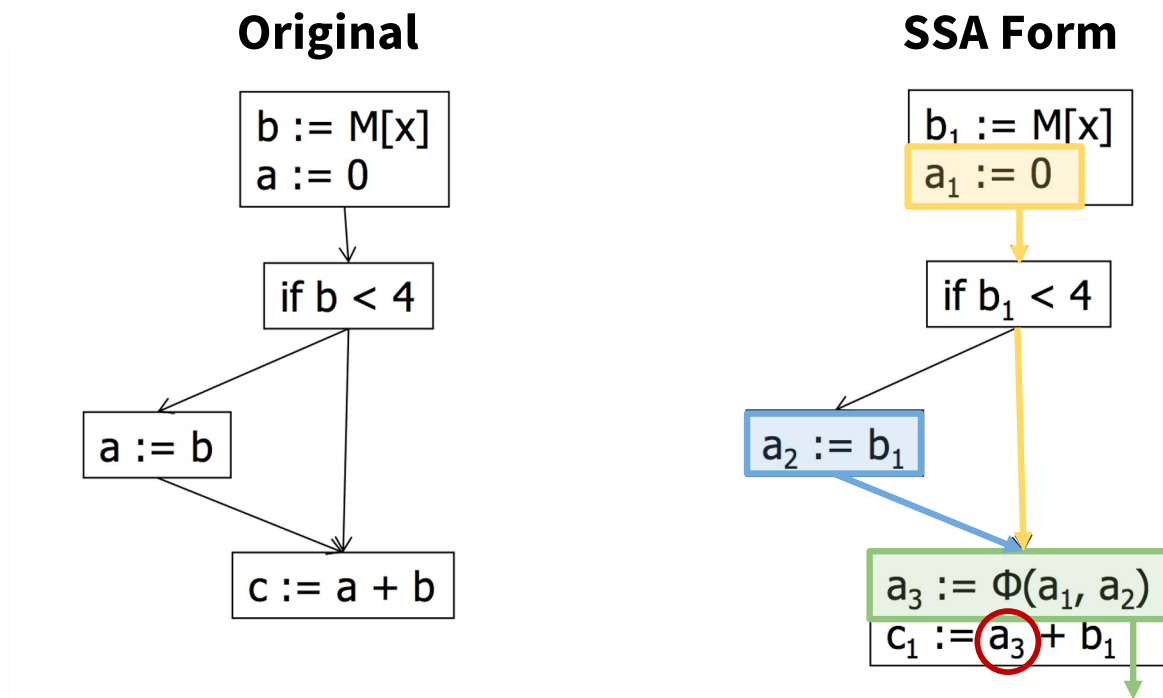 Original
b := M[x]
a := 0
if b < 4
a := b
c := a + b
SSA Form
b₁ := M[x]
a₁ := 0
if b₁ < 4
a₂ := b₁
a₃ := Φ(a₁, a₂)
c₁ := a₃ + b₁